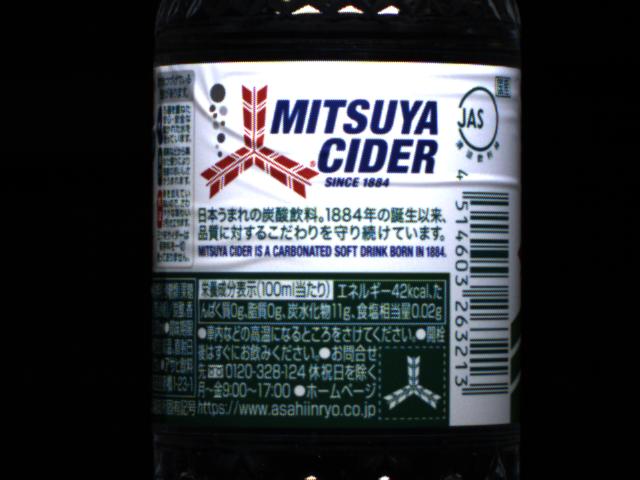 MITSUYA
CIDER
®
SINCE 1884
JAS
日本うまれの炭酸飲料。1884年の誕生以来、
品質に対するこだわりを守り続けています。
MITSUYA CIDER IS A CARBONATED SOFT DRINK BORN IN 1884.
栄養成分表示(100ml当たり) エネルギー42kcal、た
んぱく質0g、脂質0g、炭水化物11g、食塩相当量0.02g
●車内などの高温になるところをさけてください。●開栓
後はすぐにお飲みください。●お問合せ
先 0120-328-124 休祝日を除く
月～金9:00～17:00 ●ホームページ
https://www.asahiinryo.co.jp
4 514603 263213